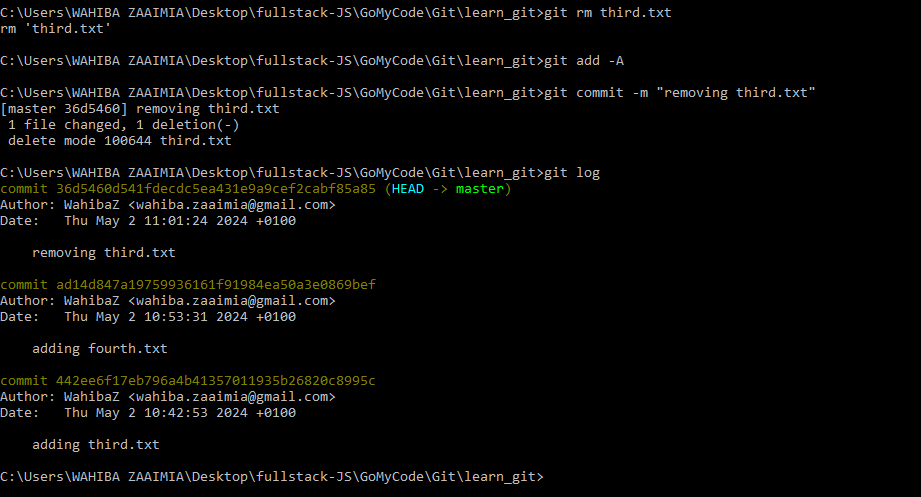 C:\Users\WAHIBA ZAAIMIA\Desktop\fullstack-JS\GoMyCode\Git\learn_git>git rm third.txt
rm 'third.txt'
C:\Users\WAHIBA ZAAIMIA\Desktop\fullstack-JS\GoMyCode\Git\learn_git>git add -A
C:\Users\WAHIBA ZAAIMIA\Desktop\fullstack-JS\GoMyCode\Git\learn_git>git commit -m "removing third.txt"
[master 36d5460] removing third.txt
 1 file changed, 1 deletion(-)
 delete mode 100644 third.txt
C:\Users\WAHIBA ZAAIMIA\Desktop\fullstack-JS\GoMyCode\Git\learn_git>git log
commit 36d5460d541fdecdc5ea431e9a9cef2cabf85a85 (HEAD -> master)
Author: WahibaZ <wahiba.zaaimia@gmail.com>
Date:   Thu May 2 11:01:24 2024 +0100
    removing third.txt
commit ad14d847a19759936161f91984ea50a3e0869bef
Author: WahibaZ <wahiba.zaaimia@gmail.com>
Date:   Thu May 2 10:53:31 2024 +0100
    adding fourth.txt
commit 442ee6f17eb796a4b41357011935b26820c8995c
Author: WahibaZ <wahiba.zaaimia@gmail.com>
Date:   Thu May 2 10:42:53 2024 +0100
    adding third.txt
C:\Users\WAHIBA ZAAIMIA\Desktop\fullstack-JS\GoMyCode\Git\learn_git>